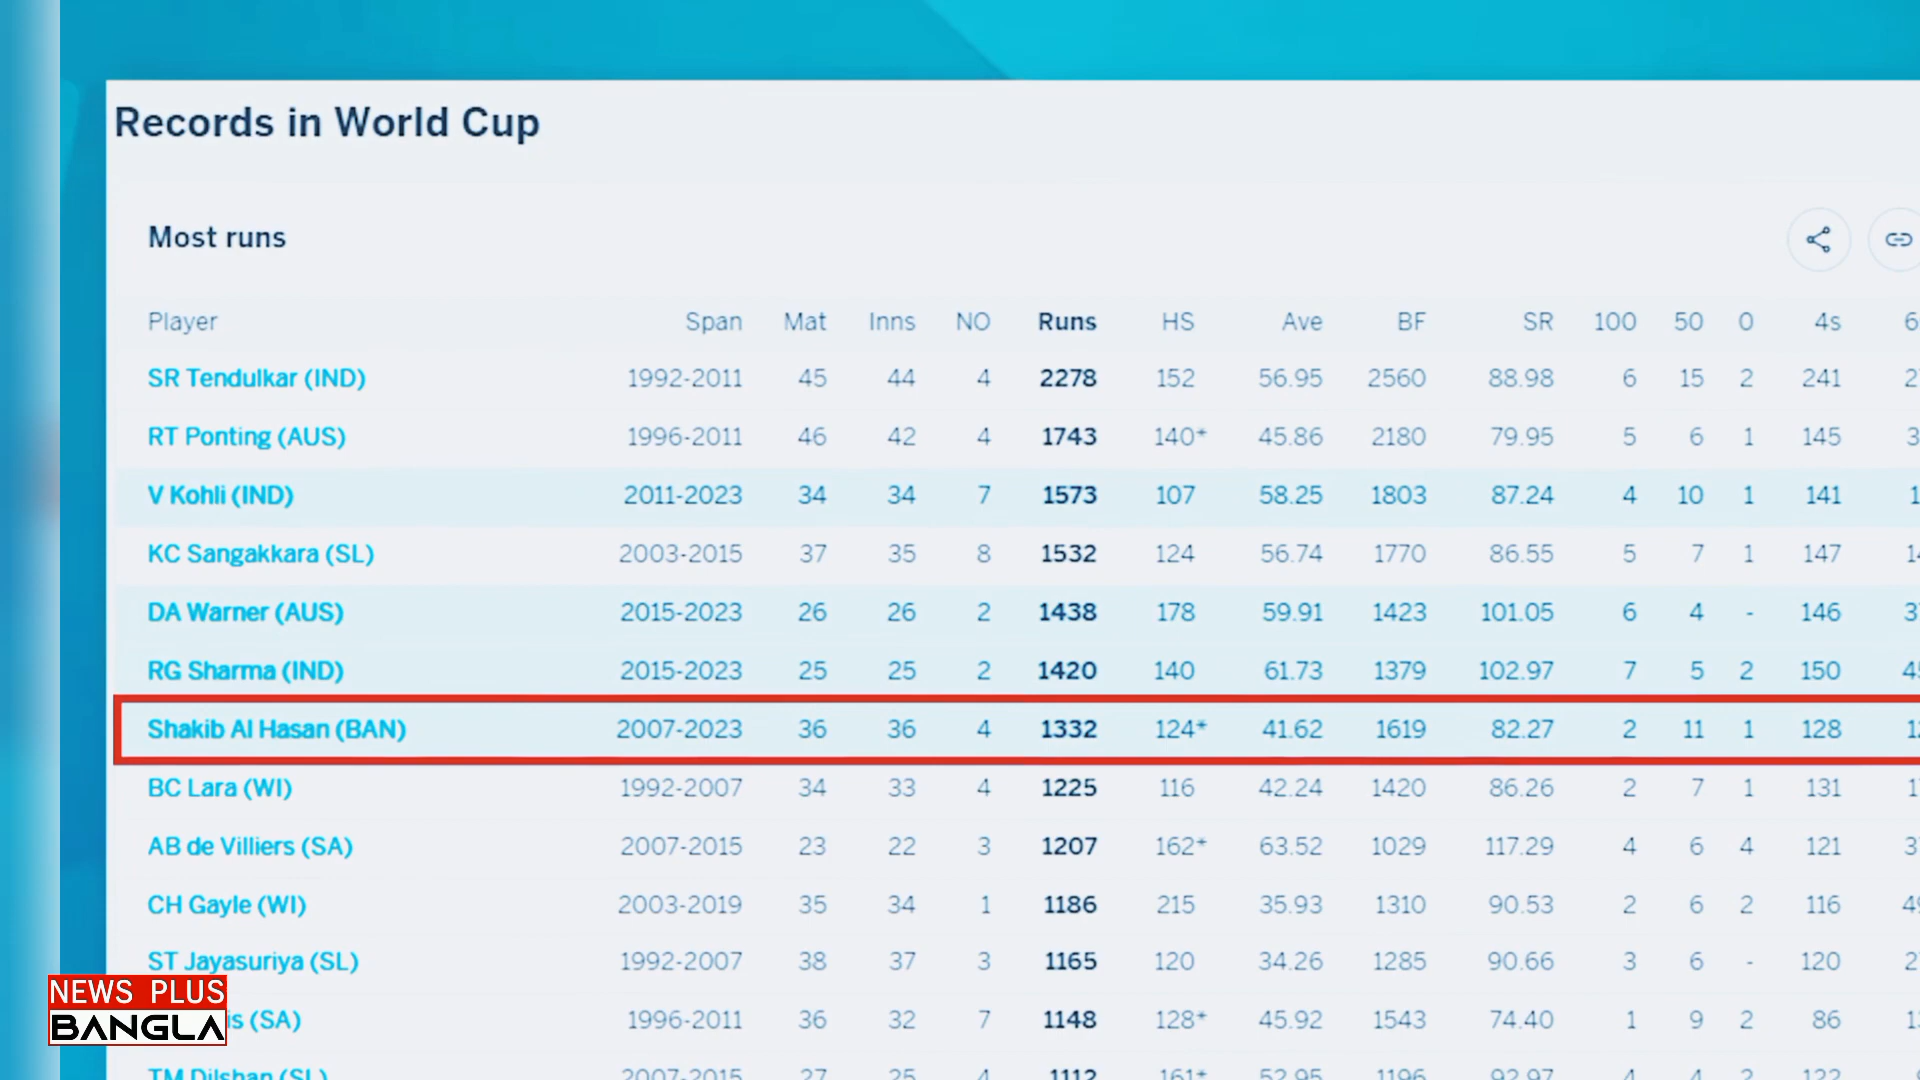 Records in World Cup
Most runs
Player Span Mat Inns NO Runs HS Ave BF SR 100 50 0 4s
SR Tendulkar (IND) 1992-2011 45 44 4 2278 152 56.95 2560 88.98 6 15 2 241
RT Ponting (AUS) 1996-2011 46 42 4 1743 140* 45.86 2180 79.95 5 6 1 145
V Kohli (IND) 2011-2023 34 34 7 1573 107 58.25 1803 87.24 4 10 1 141
KC Sangakkara (SL) 2003-2015 37 35 8 1532 124 56.74 1770 86.55 5 7 1 147
DA Warner (AUS) 2015-2023 26 26 2 1438 178 59.91 1423 101.05 6 4 - 146
RG Sharma (IND) 2015-2023 25 25 2 1420 140 61.73 1379 102.97 7 5 2 150
Shakib Al Hasan (BAN) 2007-2023 36 36 4 1332 124* 41.62 1619 82.27 2 11 1 128
BC Lara (WI) 1992-2007 34 33 4 1225 116 42.24 1420 86.26 2 7 1 131
AB de Villiers (SA) 2007-2015 23 22 3 1207 162* 63.52 1029 117.29 4 6 4 121
CH Gayle (WI) 2003-2019 35 34 1 1186 215 35.93 1310 90.53 2 6 2 116
ST Jayasuriya (SL) 1992-2007 38 37 3 1165 120 34.26 1285 90.66 3 6 - 120
(SA) 1996-2011 36 32 7 1148 128* 45.92 1543 74.40 1 9 2 86
TM Dilshan (SL) 2007-2015 27 25 4 1112 161* 52.95 1196 92.97 4 4 2 122
NEWS PLUS
BANGLA